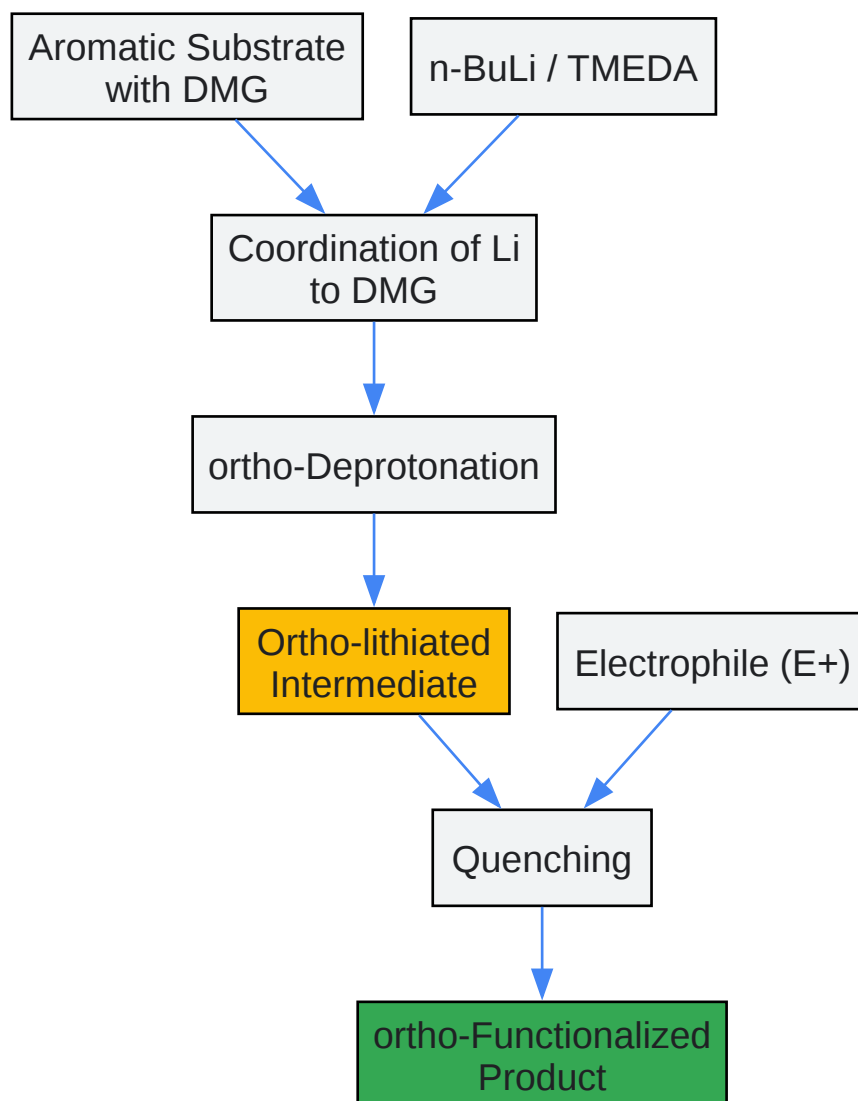 Aromatic Substrate
with DMG
n-BuLi / TMEDA
Coordination of Li
to DMG
ortho-Deprotonation
Ortho-lithiated
Intermediate
Electrophile (E+)
Quenching
ortho-Functionalized
Product